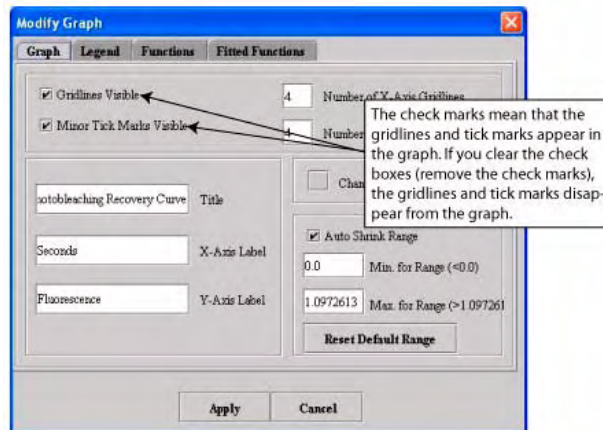 Modify Graph
Graph Legend Functions Fitted Functions
Gridlines Visible
4 Number of X-Axis Gridlines
Minor Tick Marks Visible
4 Number
The check marks mean that the
gridlines and tick marks appear in
the graph. If you clear the check
boxes (remove the check marks),
the gridlines and tick marks disap-
pear from the graph.
otobleaching Recovery Curve Title
Seconds X-Axis Label
Fluorescence Y-Axis Label
Auto Shrink Range
0.0 Min. for Range (<0.0)
1.0972613 Max. for Range (>1.097261
Reset Default Range
Apply Cancel